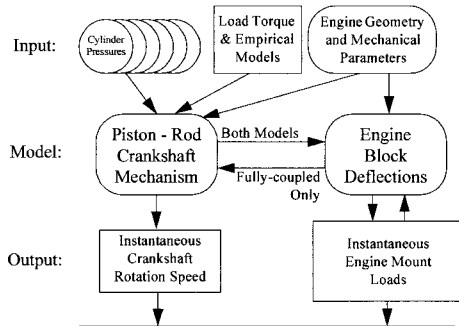 Input:
Cylinder
Pressures
Load Torque
& Empirical
Models
Engine Geometry
and Mechanical
Parameters
Model:
Piston - Rod
Crankshaft
Mechanism
Both Models
Fully-coupled
Only
Engine
Block
Deflections
Output:
Instantaneous
Crankshaft
Rotation Speed
Instantaneous
Engine Mount
Loads